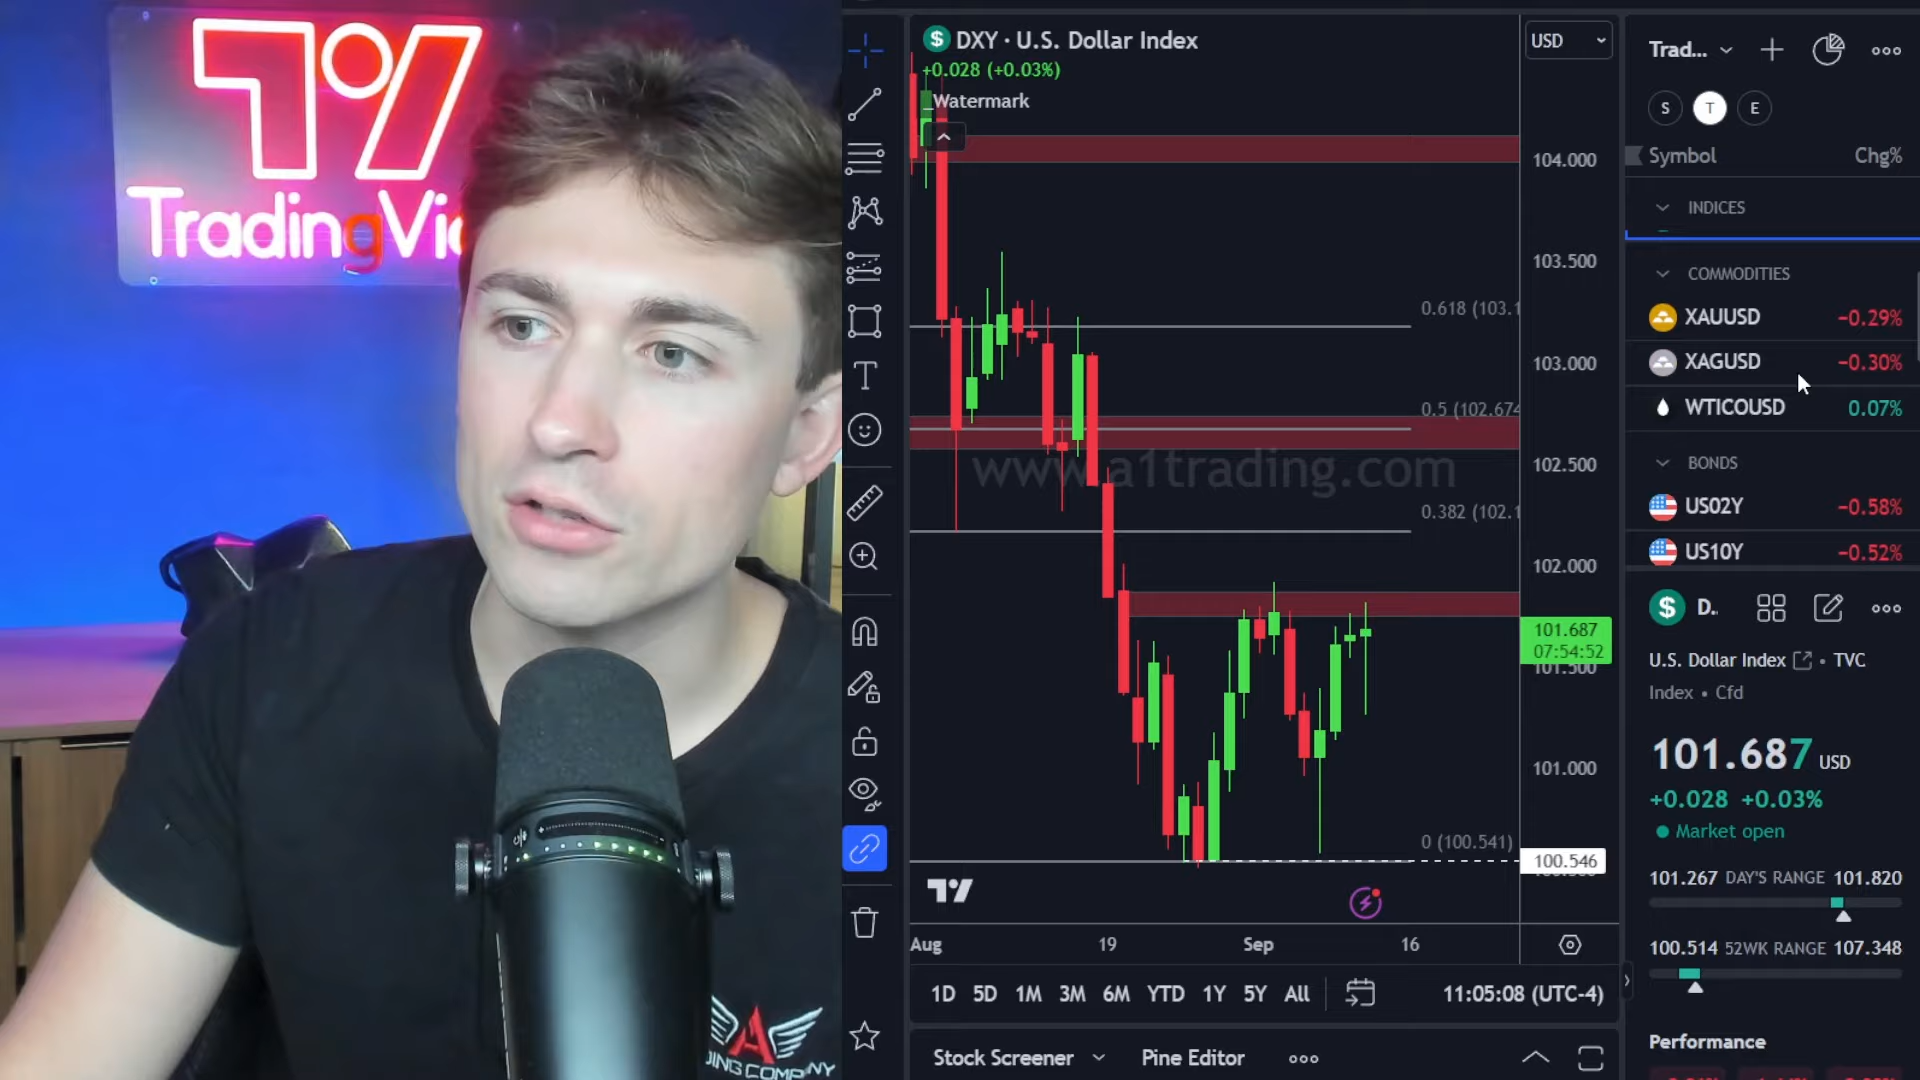 TradingVi
DXY · U.S. Dollar Index
+0.028 (+0.03%)
Watermark
www.a1trading.com
0.618 (103.1
0.5 (102.674
0.382 (102.1
0 (100.541)
USD
104.000
103.500
103.000
102.500
102.000
101.687
07:54:52
101.500
101.000
100.546
Aug
19
Sep
16
1D 5D 1M 3M 6M YTD 1Y 5Y All
11:05:08 (UTC-4)
Stock Screener
Pine Editor
Trad...
S T E
Symbol Chg%
INDICES
COMMODITIES
XAUUSD −0.29%
XAGUSD −0.30%
WTICOUSD 0.07%
BONDS
US02Y −0.58%
US10Y −0.52%
D.
U.S. Dollar Index • TVC
Index • Cfd
101.687 USD
+0.028 +0.03%
Market open
101.267 DAY'S RANGE 101.820
100.514 52WK RANGE 107.348
Performance
A
DING COMPANY